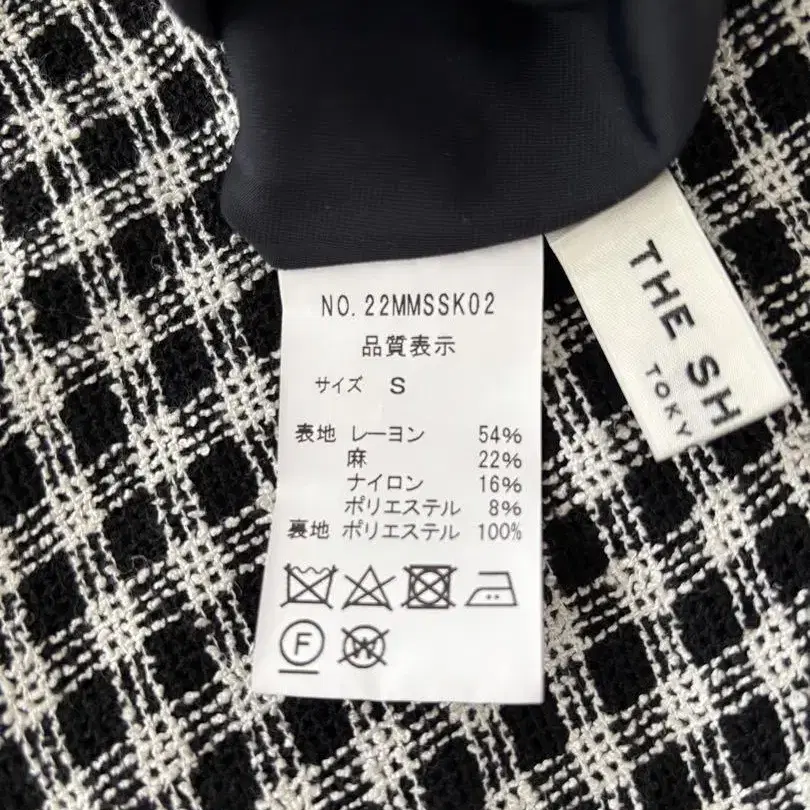 NO. 22MMSSK02
品質表示
サイズ S
表地 レーヨン 54%
麻 22%
ナイロン 16%
ポリエステル 8%
裏地 ポリエステル 100%
F
W
THE SH
TOKY